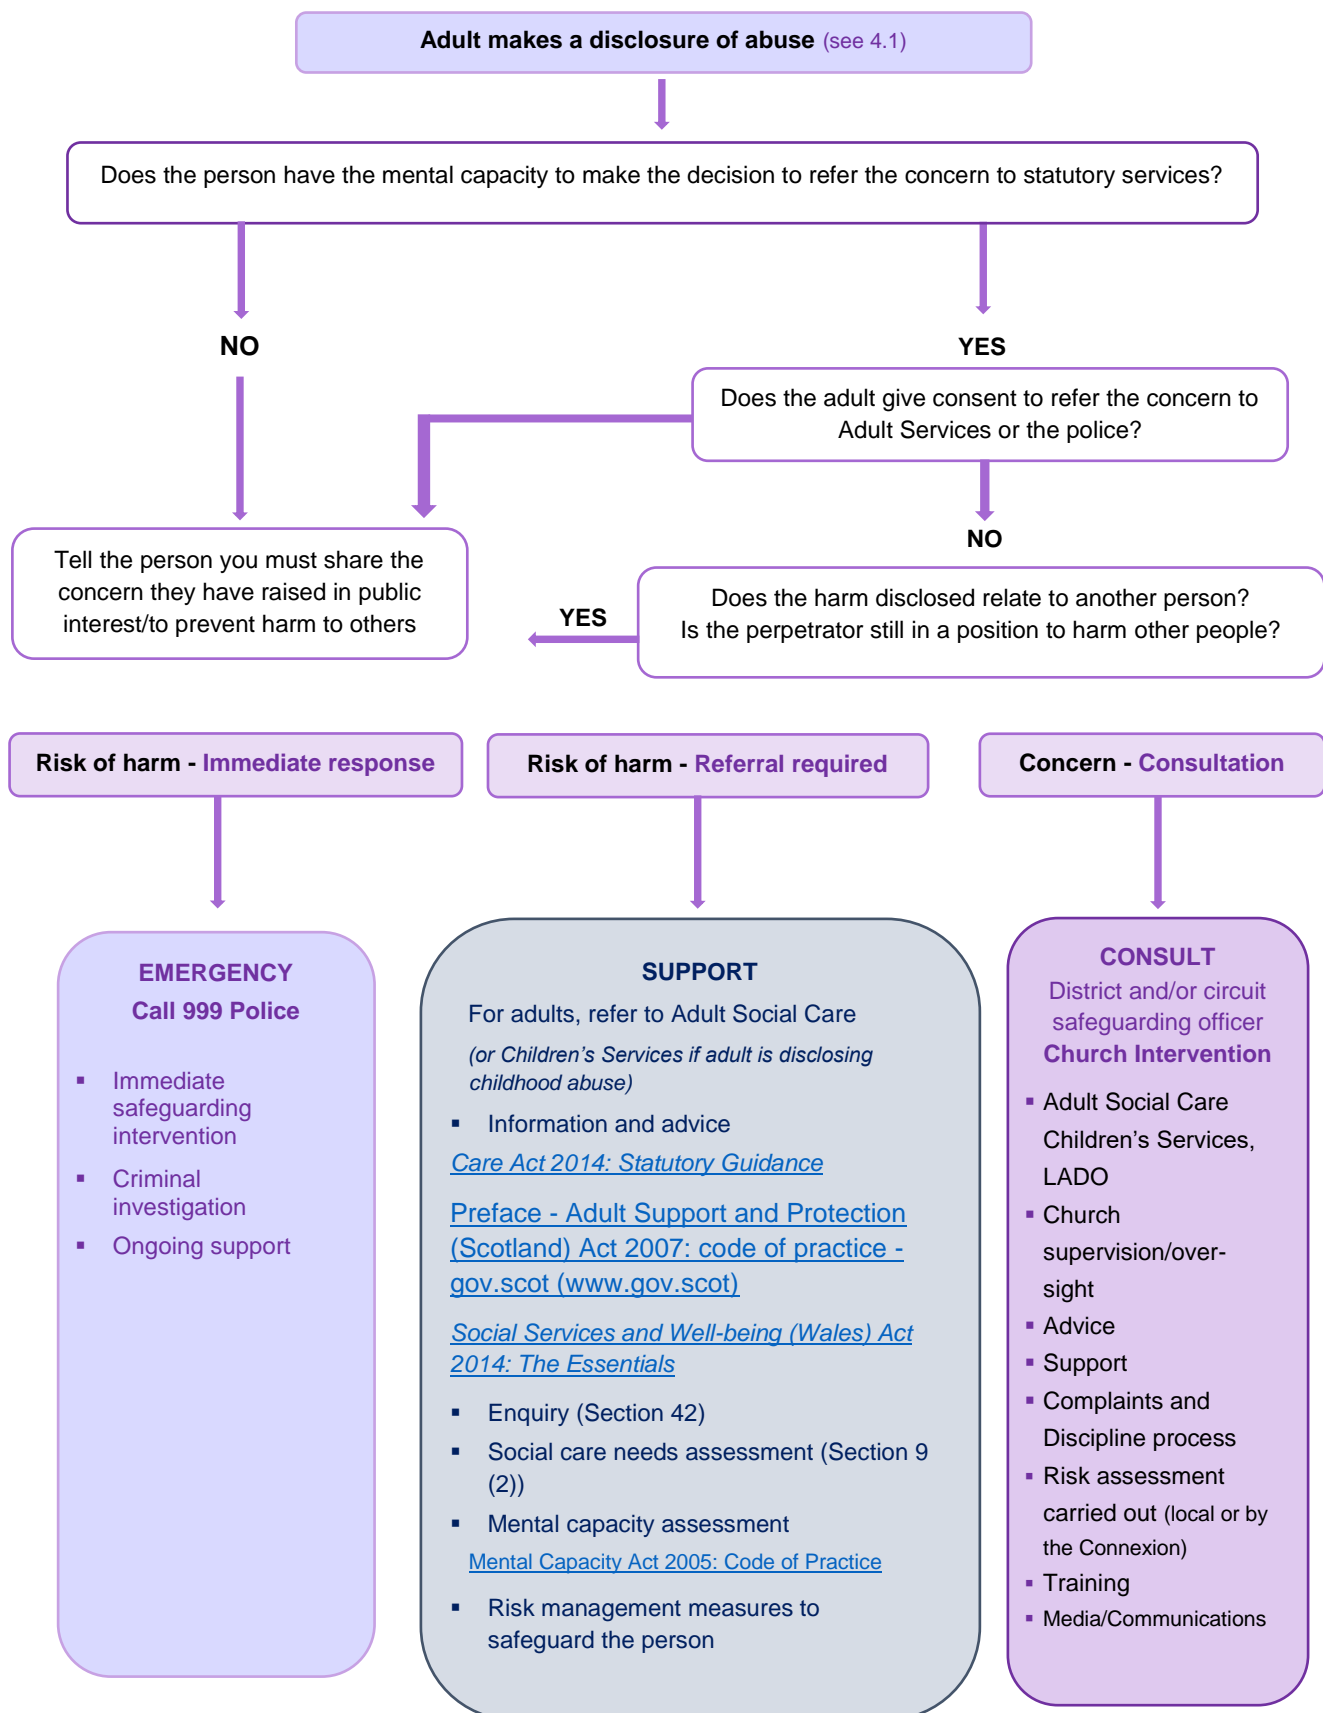 Adult makes a disclosure of abuse (see 4.1)
Does the person have the mental capacity to make the decision to refer the concern to statutory services?
NO
YES
Does the adult give consent to refer the concern to
Adult Services or the police?
NO
Tell the person you must share the
concern they have raised in public
interest/to prevent harm to others
YES
Does the harm disclosed relate to another person?
Is the perpetrator still in a position to harm other people?
Risk of harm - Immediate response
Risk of harm - Referral required
Concern - Consultation
EMERGENCY
Call 999 Police
▪ Immediate
safeguarding
intervention
▪ Criminal
investigation
▪ Ongoing support
SUPPORT
For adults, refer to Adult Social Care
(or Children’s Services if adult is disclosing
childhood abuse)
▪ Information and advice
Care Act 2014: Statutory Guidance
Preface - Adult Support and Protection
(Scotland) Act 2007: code of practice -
gov.scot (www.gov.scot)
Social Services and Well-being (Wales) Act
2014: The Essentials
▪ Enquiry (Section 42)
▪ Social care needs assessment (Section 9
(2))
▪ Mental capacity assessment
Mental Capacity Act 2005: Code of Practice
▪ Risk management measures to
safeguard the person
CONSULT
District and/or circuit
safeguarding officer
Church Intervention
▪ Adult Social Care
Children’s Services,
LADO
▪ Church
supervision/over-
sight
▪ Advice
▪ Support
▪ Complaints and
Discipline process
▪ Risk assessment
carried out (local or by
the Connexion)
▪ Training
▪ Media/Communications